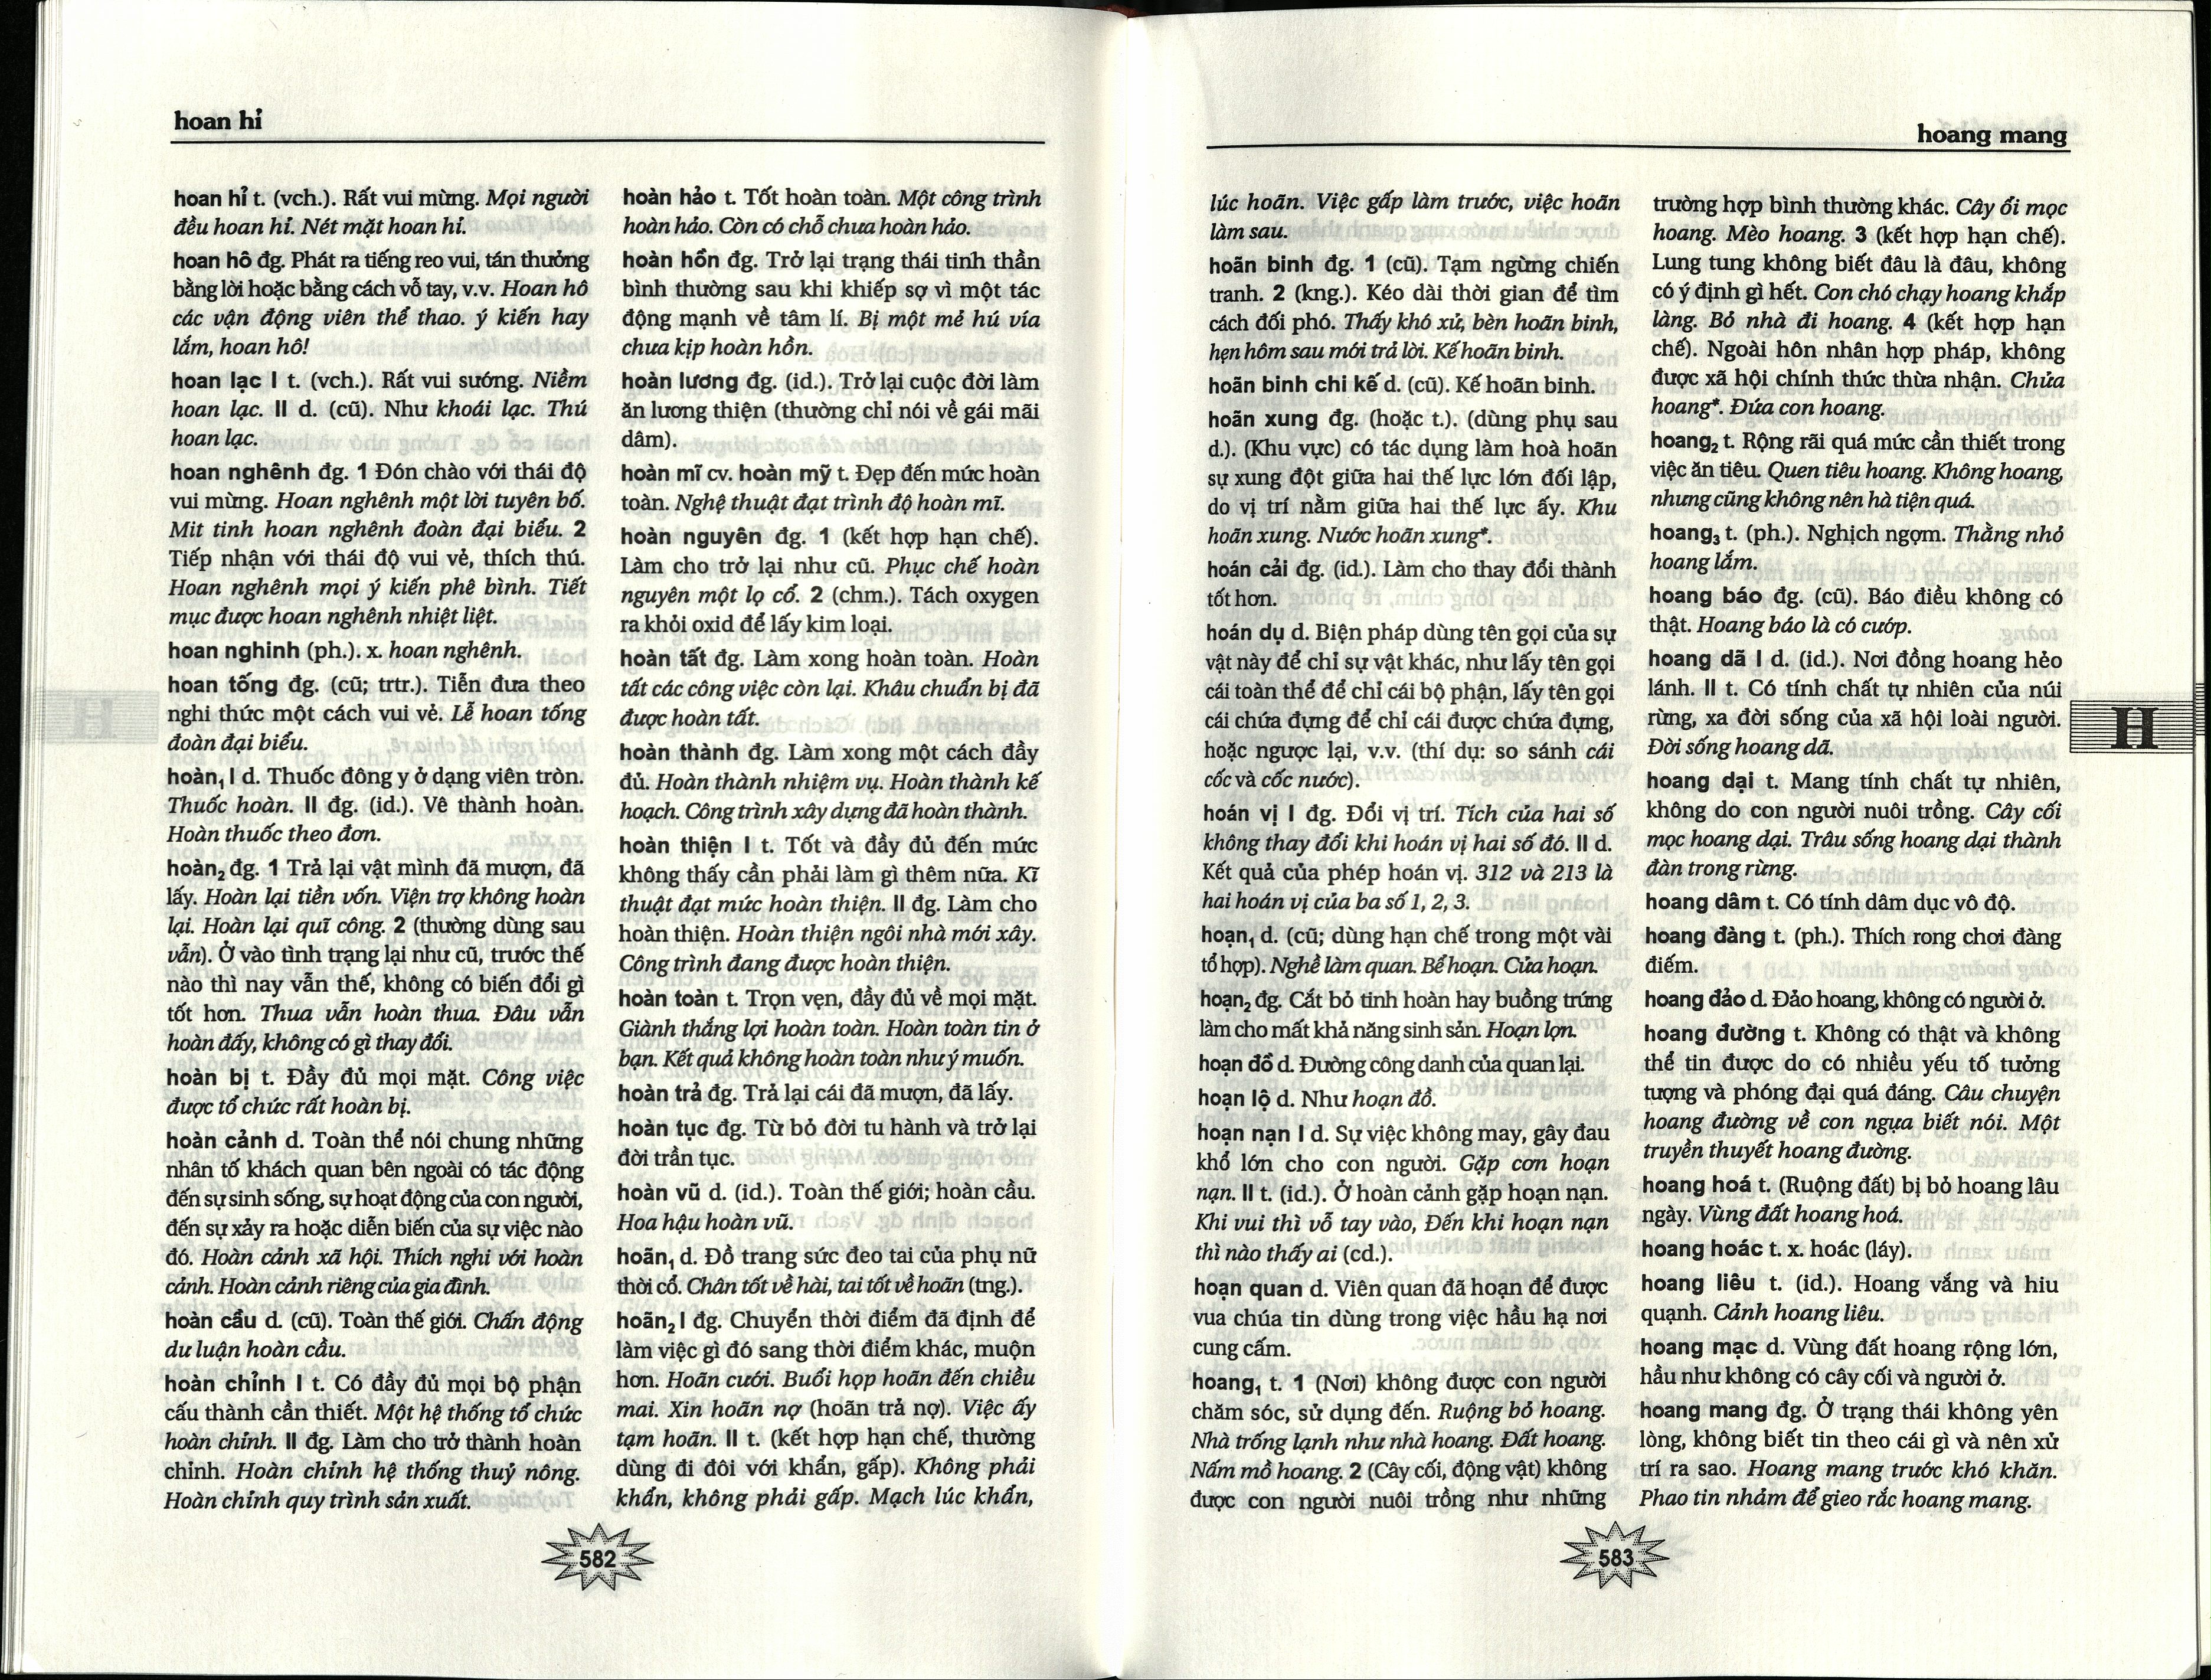 hoan hỉ
hoan hỉ t. (vch.). Rất vui mừng. Mọi người
đều hoan hỉ. Nét mặt hoan hỉ.
hoan hô đg. Phát ra tiếng reo vui, tán thưởng
bằng lời hoặc bằng cách vỗ tay, v.v. Hoan hô
các vận động viên thể thao. ý kiến hay
lắm, hoan hô!
hoan lạc I t. (vch.). Rất vui sướng. Niềm
hoan lạc. II d. (cũ). Như khoái lạc. Thú
hoan lạc.
hoan nghênh đg. 1 Đón chào với thái độ
vui mừng. Hoan nghênh một lời tuyên bố.
Mit tinh hoan nghênh đoàn đại biểu. 2
Tiếp nhận với thái độ vui vẻ, thích thú.
Hoan nghênh mọi ý kiến phê bình. Tiết
mục được hoan nghênh nhiệt liệt.
hoan nghinh (ph.). x. hoan nghênh.
hoan tống đg. (cũ; trtr.). Tiễn đưa theo
nghi thức một cách vui vẻ. Lễ hoan tống
đoàn đại biểu.
hoàn₁ I d. Thuốc đông y ở dạng viên tròn.
Thuốc hoàn. II đg. (id.). Vê thành hoàn.
Hoàn thuốc theo đơn.
hoàn₂ đg. 1 Trả lại vật mình đã mượn, đã
lấy. Hoàn lại tiền vốn. Viện trợ không hoàn
lại. Hoàn lại quĩ công. 2 (thường dùng sau
vẫn). Ở vào tình trạng lại như cũ, trước thế
nào thì nay vẫn thế, không có biến đổi gì
tốt hơn. Thua vẫn hoàn thua. Đâu vẫn
hoàn đấy, không có gì thay đổi.
hoàn bị t. Đầy đủ mọi mặt. Công việc
được tổ chức rất hoàn bị.
hoàn cảnh d. Toàn thể nói chung những
nhân tố khách quan bên ngoài có tác động
đến sự sinh sống, sự hoạt động của con người,
đến sự xảy ra hoặc diễn biến của sự việc nào
đó. Hoàn cảnh xã hội. Thích nghi với hoàn
cảnh. Hoàn cảnh riêng của gia đình.
hoàn cầu d. (cũ). Toàn thế giới. Chấn động
dư luận hoàn cầu.
hoàn chỉnh I t. Có đầy đủ mọi bộ phận
cấu thành cần thiết. Một hệ thống tổ chức
hoàn chỉnh. II đg. Làm cho trở thành hoàn
chỉnh. Hoàn chỉnh hệ thống thuỷ nông.
Hoàn chỉnh quy trình sản xuất.
hoàn hảo t. Tốt hoàn toàn. Một công trình
hoàn hảo. Còn có chỗ chưa hoàn hảo.
hoàn hồn đg. Trở lại trạng thái tinh thần
bình thường sau khi khiếp sợ vì một tác
động mạnh về tâm lí. Bị một mẻ hú vía
chưa kịp hoàn hồn.
hoàn lương đg. (id.). Trở lại cuộc đời làm
ăn lương thiện (thường chỉ nói về gái mãi
dâm).
hoàn mĩ cv. hoàn mỹ t. Đẹp đến mức hoàn
toàn. Nghệ thuật đạt trình độ hoàn mĩ.
hoàn nguyên đg. 1 (kết hợp hạn chế).
Làm cho trở lại như cũ. Phục chế hoàn
nguyên một lọ cổ. 2 (chm.). Tách oxygen
ra khỏi oxid để lấy kim loại.
hoàn tất đg. Làm xong hoàn toàn. Hoàn
tất các công việc còn lại. Khâu chuẩn bị đã
được hoàn tất.
hoàn thành đg. Làm xong một cách đầy
đủ. Hoàn thành nhiệm vụ. Hoàn thành kế
hoạch. Công trình xây dựng đã hoàn thành.
hoàn thiện I t. Tốt và đầy đủ đến mức
không thấy cần phải làm gì thêm nữa. Kĩ
thuật đạt mức hoàn thiện. II đg. Làm cho
hoàn thiện. Hoàn thiện ngôi nhà mới xây.
Công trình đang được hoàn thiện.
hoàn toàn t. Trọn vẹn, đầy đủ về mọi mặt.
Giành thắng lợi hoàn toàn. Hoàn toàn tin ở
bạn. Kết quả không hoàn toàn như ý muốn.
hoàn trả đg. Trả lại cái đã mượn, đã lấy.
hoàn tục đg. Từ bỏ đời tu hành và trở lại
đời trần tục.
hoàn vũ d. (id.). Toàn thế giới; hoàn cầu.
Hoa hậu hoàn vũ.
hoãn₁ d. Đồ trang sức đeo tai của phụ nữ
thời cổ. Chân tốt về hài, tai tốt về hoãn (tng.).
hoãn₂ I đg. Chuyển thời điểm đã định để
làm việc gì đó sang thời điểm khác, muộn
hơn. Hoãn cưới. Buổi họp hoãn đến chiều
mai. Xin hoãn nợ (hoãn trả nợ). Việc ấy
tạm hoãn. II t. (kết hợp hạn chế, thường
dùng đi đôi với khẩn, gấp). Không phải
khẩn, không phải gấp. Mạch lúc khẩn,
582
hoang mang
lúc hoãn. Việc gấp làm trước, việc hoãn
làm sau.
hoãn binh đg. 1 (cũ). Tạm ngừng chiến
tranh. 2 (kng.). Kéo dài thời gian để tìm
cách đối phó. Thấy khó xử, bèn hoãn binh,
hẹn hôm sau mới trả lời. Kế hoãn binh.
hoãn binh chi kế d. (cũ). Kế hoãn binh.
hoãn xung đg. (hoặc t.). (dùng phụ sau
d.). (Khu vực) có tác dụng làm hoà hoãn
sự xung đột giữa hai thế lực lớn đối lập,
do vị trí nằm giữa hai thế lực ấy. Khu
hoãn xung. Nước hoãn xung*.
hoán cải đg. (id.). Làm cho thay đổi thành
tốt hơn.
hoán dụ d. Biện pháp dùng tên gọi của sự
vật này để chỉ sự vật khác, như lấy tên gọi
cái toàn thể để chỉ cái bộ phận, lấy tên gọi
cái chứa đựng để chỉ cái được chứa đựng,
hoặc ngược lại, v.v. (thí dụ: so sánh cái
cốc và cốc nước).
hoán vị I đg. Đổi vị trí. Tích của hai số
không thay đổi khi hoán vị hai số đó. II d.
Kết quả của phép hoán vị. 312 và 213 là
hai hoán vị của ba số 1, 2, 3.
hoạn₁ d. (cũ; dùng hạn chế trong một vài
tổ hợp). Nghề làm quan. Bể hoạn. Cửa hoạn.
hoạn₂ đg. Cắt bỏ tinh hoàn hay buồng trứng
làm cho mất khả năng sinh sản. Hoạn lợn.
hoạn đồ d. Đường công danh của quan lại.
hoạn lộ d. Như hoạn đồ.
hoạn nạn I d. Sự việc không may, gây đau
khổ lớn cho con người. Gặp cơn hoạn
nạn. II t. (id.). Ở hoàn cảnh gặp hoạn nạn.
Khi vui thì vỗ tay vào, Đến khi hoạn nạn
thì nào thấy ai (cd.).
hoạn quan d. Viên quan đã hoạn để được
vua chúa tin dùng trong việc hầu hạ nơi
cung cấm.
hoang₁ t. 1 (Nơi) không được con người
chăm sóc, sử dụng đến. Ruộng bỏ hoang.
Nhà trống lạnh như nhà hoang. Đất hoang.
Nấm mồ hoang. 2 (Cây cối, động vật) không
được con người nuôi trồng như những
trường hợp bình thường khác. Cây ổi mọc
hoang. Mèo hoang. 3 (kết hợp hạn chế).
Lung tung không biết đâu là đâu, không
có ý định gì hết. Con chó chạy hoang khắp
làng. Bỏ nhà đi hoang. 4 (kết hợp hạn
chế). Ngoài hôn nhân hợp pháp, không
được xã hội chính thức thừa nhận. Chửa
hoang*. Đứa con hoang.
hoang₂ t. Rộng rãi quá mức cần thiết trong
việc ăn tiêu. Quen tiêu hoang. Không hoang,
nhưng cũng không nên hà tiện quá.
hoang₃ t. (ph.). Nghịch ngợm. Thằng nhỏ
hoang lắm.
hoang báo đg. (cũ). Báo điều không có
thật. Hoang báo là có cướp.
hoang dã I d. (id.). Nơi đồng hoang hẻo
lánh. II t. Có tính chất tự nhiên của núi
rừng, xa đời sống của xã hội loài người.
Đời sống hoang dã.
hoang dại t. Mang tính chất tự nhiên,
không do con người nuôi trồng. Cây cối
mọc hoang dại. Trâu sống hoang dại thành
đàn trong rừng.
hoang dâm t. Có tính dâm dục vô độ.
hoang đàng t. (ph.). Thích rong chơi đàng
điếm.
hoang đảo d. Đảo hoang, không có người ở.
hoang đường t. Không có thật và không
thể tin được do có nhiều yếu tố tưởng
tượng và phóng đại quá đáng. Câu chuyện
hoang đường về con ngựa biết nói. Một
truyền thuyết hoang đường.
hoang hoá t. (Ruộng đất) bị bỏ hoang lâu
ngày. Vùng đất hoang hoá.
hoang hoác t. x. hoác (láy).
hoang liêu t. (id.). Hoang vắng và hiu
quạnh. Cảnh hoang liêu.
hoang mạc d. Vùng đất hoang rộng lớn,
hầu như không có cây cối và người ở.
hoang mang đg. Ở trạng thái không yên
lòng, không biết tin theo cái gì và nên xử
trí ra sao. Hoang mang trước khó khăn.
Phao tin nhảm để gieo rắc hoang mang.
H
583